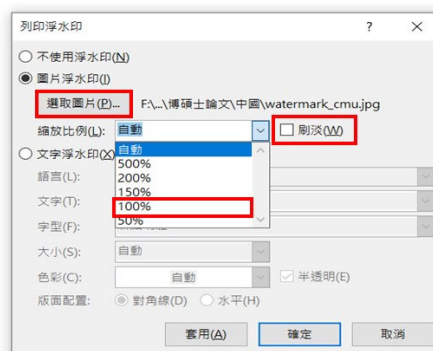 列印浮水印 ? ×
不使用浮水印(N)
圖片浮水印(I)
選取圖片(P)... F:\...\博碩士論文\中國\watermark_cmu.jpg
縮放比例(L): 自動 刷淡(W)
文字浮水印(X) 自動
500%
語言(L): 200%
150%
文字(T): 100%
50%
字型(F):
大小(S): 自動
色彩(C): 自動 半透明(E)
版面配置: 對角線(D) 水平(H)
套用(A) 確定 取消